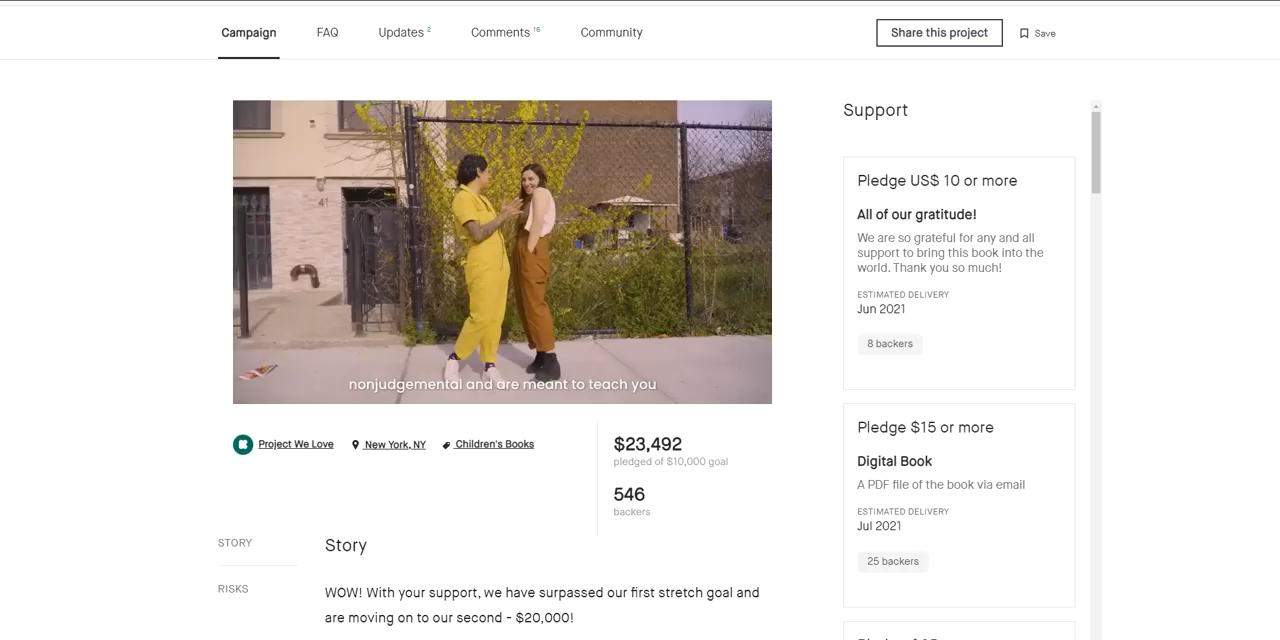 Campaign
FAQ
Updates 2
Comments 16
Community
Share this project
Save
41
nonjudgemental and are meant to teach you
Project We Love
New York, NY
Children's Books
$23,492
pledged of $10,000 goal
546
backers
STORY
RISKS
Story
WOW! With your support, we have surpassed our first stretch goal and
are moving on to our second - $20,000!
Support
Pledge US$ 10 or more
All of our gratitude!
We are so grateful for any and all
support to bring this book into the
world. Thank you so much!
ESTIMATED DELIVERY
Jun 2021
8 backers
Pledge $15 or more
Digital Book
A PDF file of the book via email
ESTIMATED DELIVERY
Jul 2021
25 backers